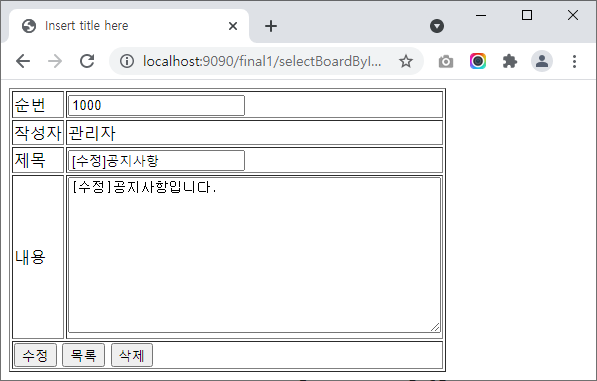 Insert title here
localhost:9090/final1/selectBoardByI...
순번 1000
작성자 관리자
제목 [수정]공지사항
내용 [수정]공지사항입니다.
수정 목록 삭제